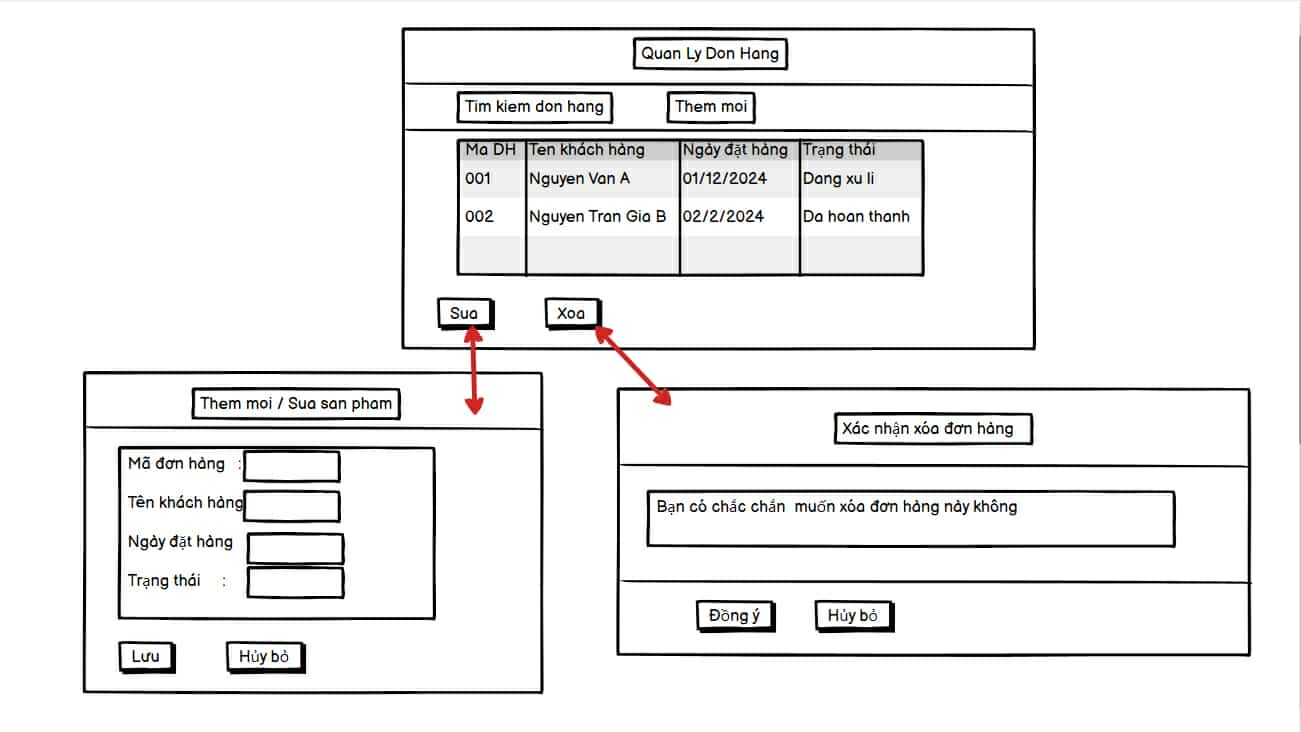 Quan Ly Don Hang
Tim kiem don hang Them moi
Ma DH Ten khách hàng Ngày đặt hàng Trạng thái
001 Nguyen Van A 01/12/2024 Dang xu li
002 Nguyen Tran Gia B 02/2/2024 Da hoan thanh
Sua Xoa
Them moi / Sua san pham
Mã đơn hàng :
Tên khách hàng
Ngày đặt hàng
Trạng thái :
Lưu Hủy bỏ
Xác nhận xóa đơn hàng
Bạn có chắc chắn muốn xóa đơn hàng này không
Đồng ý Hủy bỏ